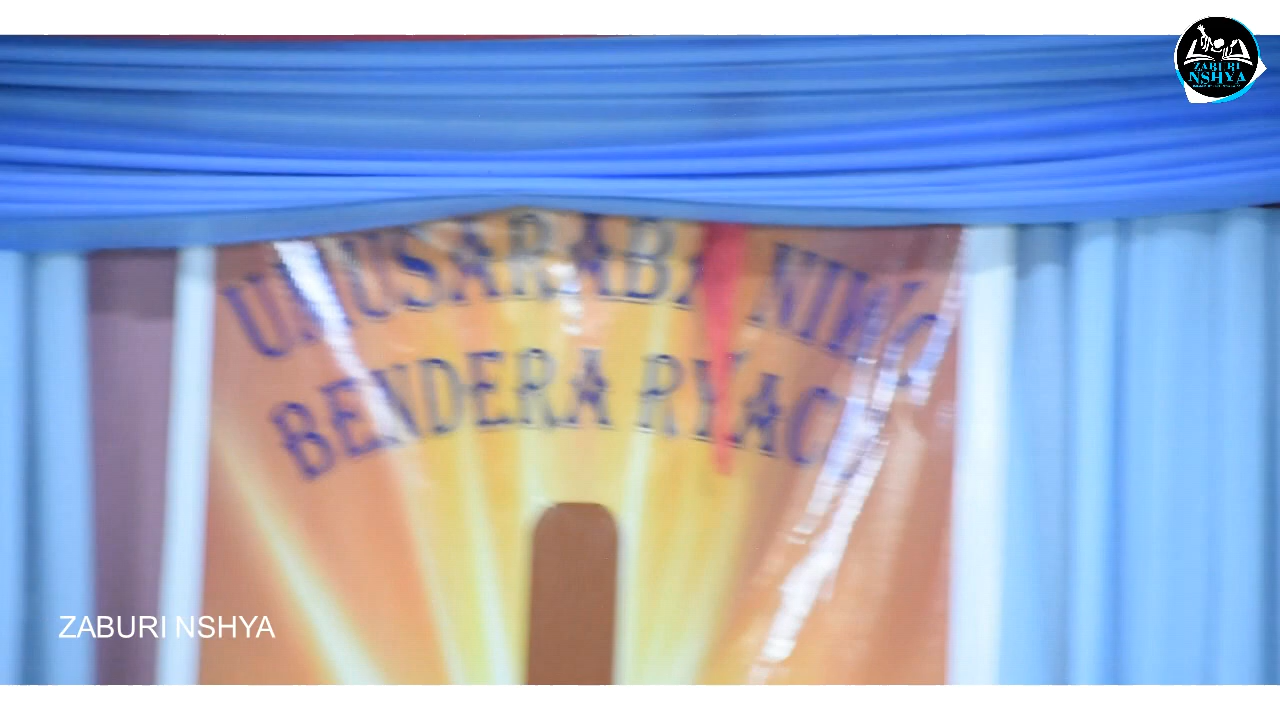 ZABURI
NSHYA
UMUSARABA NIWO
BENDERA RYACU
ZABURI NSHYA